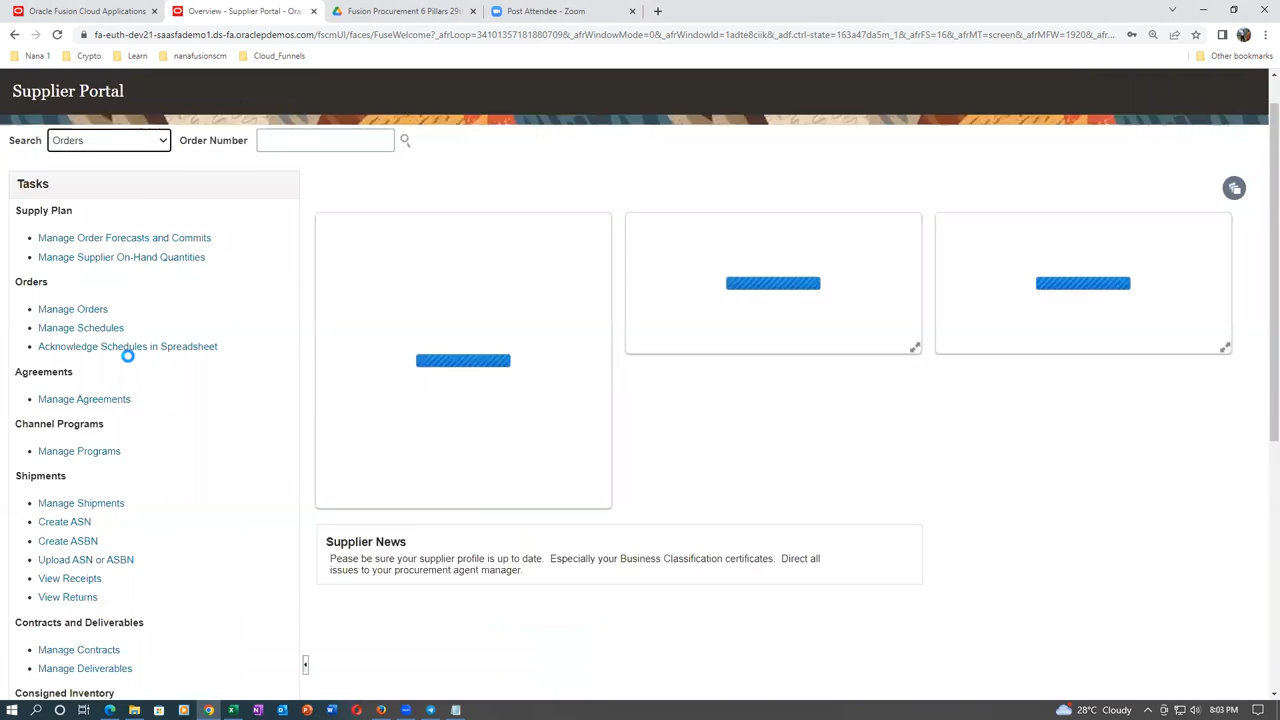 Oracle Fusion Cloud Applications
Overview - Supplier Portal - Ora
Fusion Procurement 6 Pillars 29t
Post Attendee - Zoom
fa-euth-dev21-saasfademo1.ds-fa.oraclepdemos.com/fscmUI/faces/FuseWelcome?_afrLoop=34101357181880709&_afrWindowMode=0&_afrWindowId=1adte8ciik&_adf.ctrl-state=163a47da5m_1&_afrFS=16&_afrMT=screen&_afrMFW=1920&_afr...
Nana 1
Crypto
Learn
nanafusionscm
Cloud_Funnels
Other bookmarks
Supplier Portal
Search
Orders
Order Number
Tasks
Supply Plan
Manage Order Forecasts and Commits
Manage Supplier On-Hand Quantities
Orders
Manage Orders
Manage Schedules
Acknowledge Schedules in Spreadsheet
Agreements
Manage Agreements
Channel Programs
Manage Programs
Shipments
Manage Shipments
Create ASN
Create ASBN
Upload ASN or ASBN
View Receipts
View Returns
Contracts and Deliverables
Manage Contracts
Manage Deliverables
Consigned Inventory
Supplier News
Pease be sure your supplier profile is up to date. Especially your Business Classification certificates. Direct all
issues to your procurement agent manager.
28°C Cloudy
8:03 PM